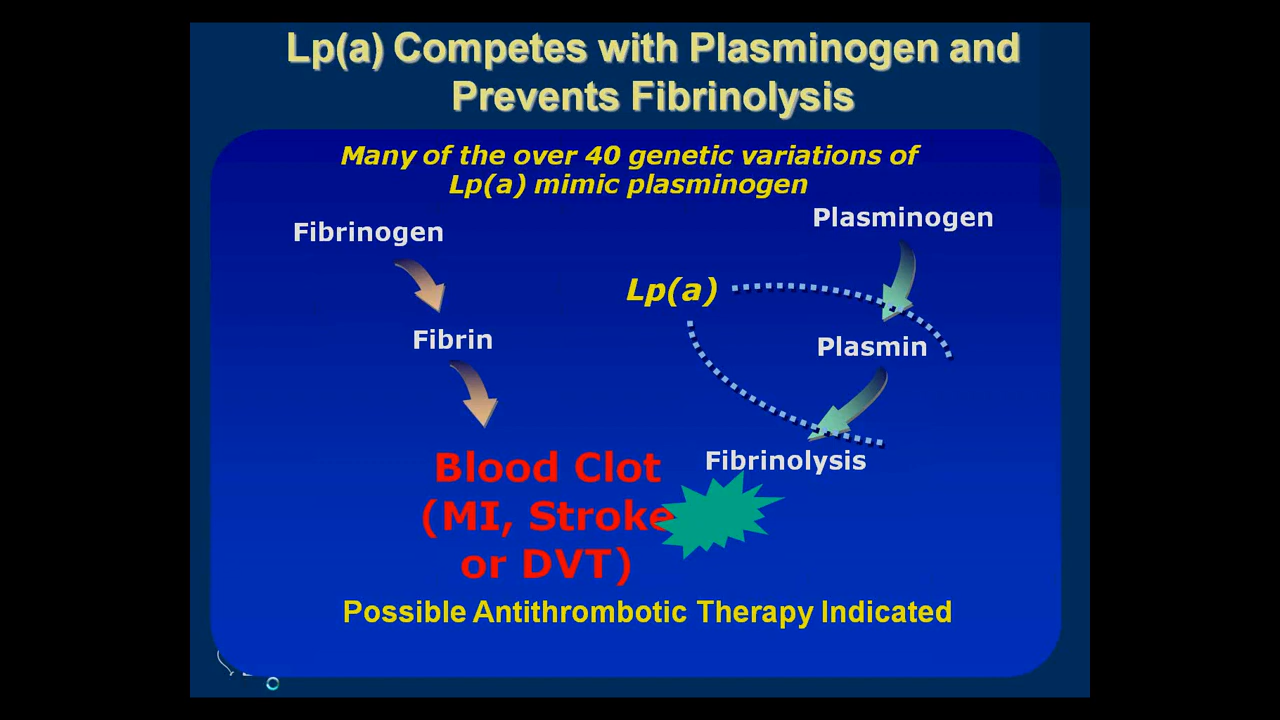 Lp(a) Competes with Plasminogen and
Prevents Fibrinolysis
Many of the over 40 genetic variations of
Lp(a) mimic plasminogen
Fibrinogen
Plasminogen
Lp(a)
Fibrin
Plasmin
Blood Clot
(MI, Stroke
or DVT)
Fibrinolysis
Possible Antithrombotic Therapy Indicated